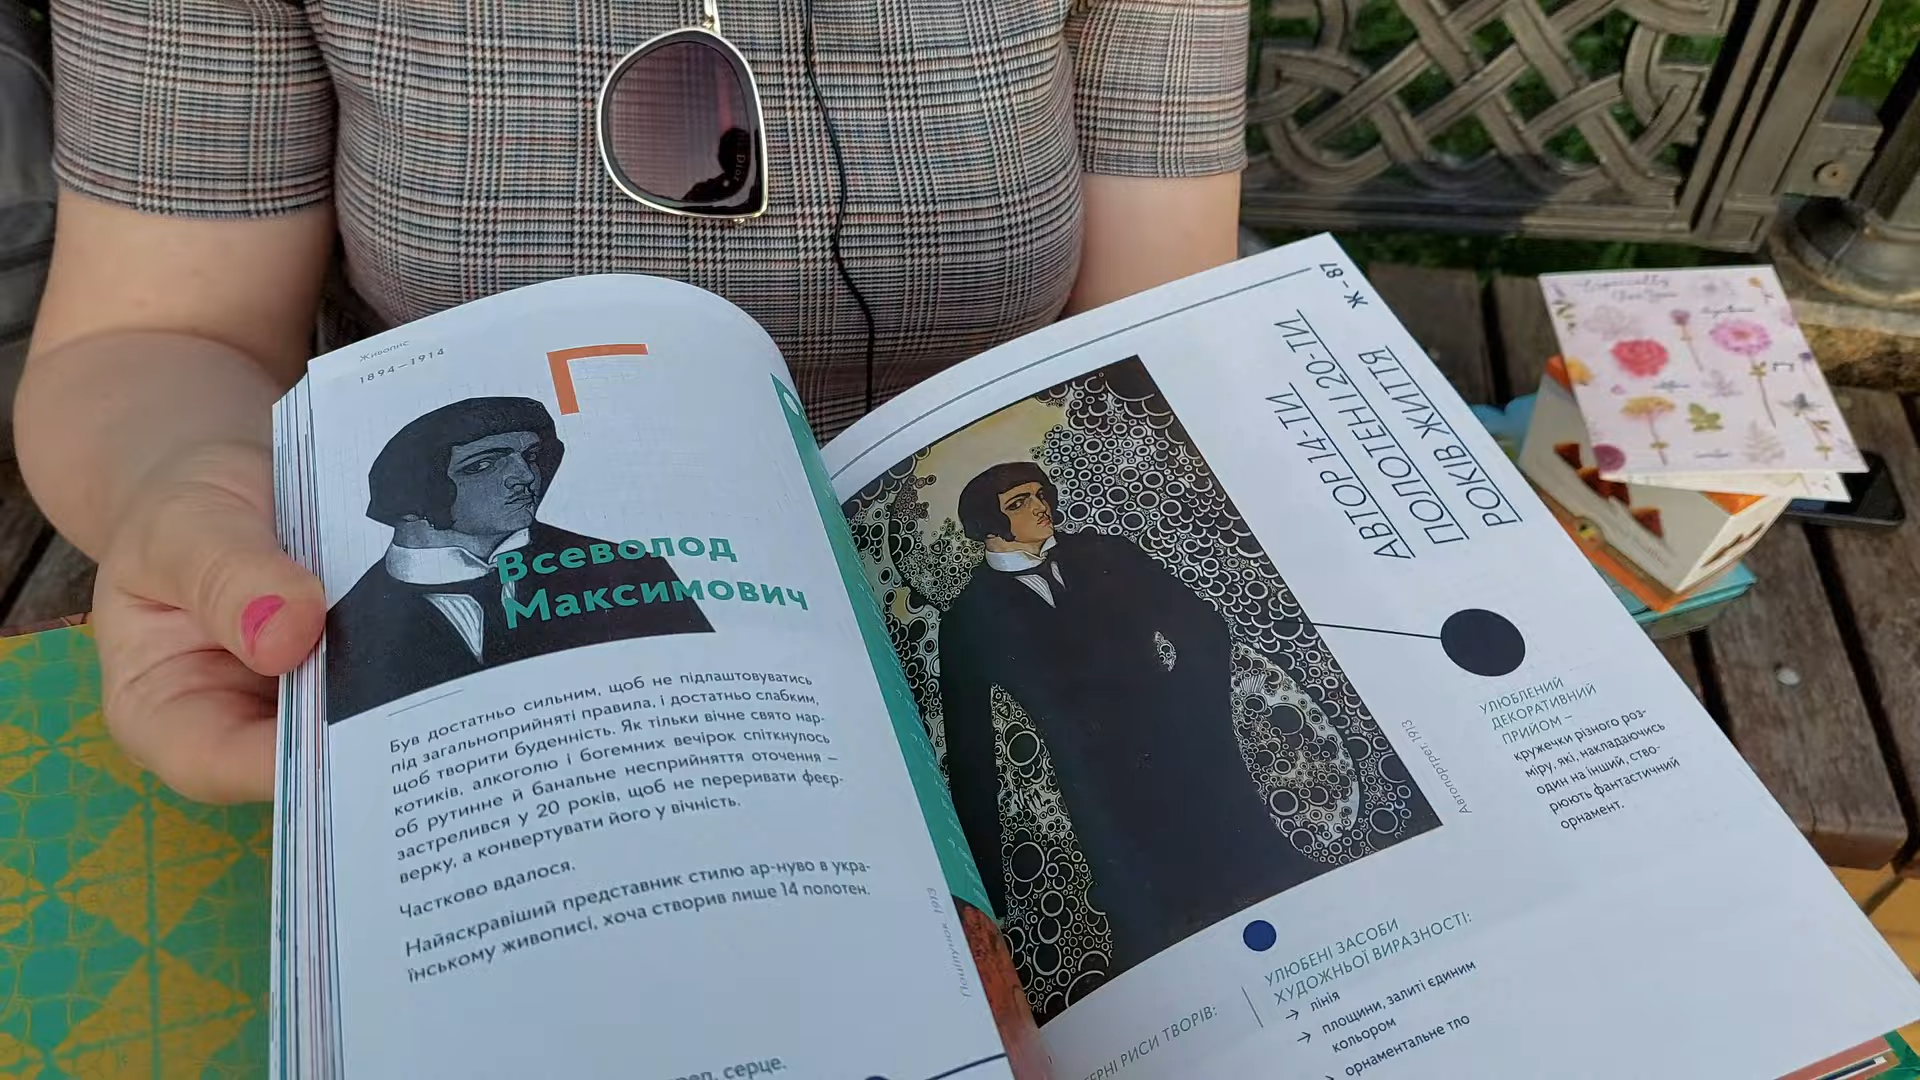 Живопис
1894–1914
Всеволод
Максимович
Був достатньо сильним, щоб не підлаштовуватись
під загальноприйняті правила, і достатньо слабким,
щоб творити буденність. Як тільки вічне свято нар-
котиків, алкоголю і богемних вечірок спіткнулось
об рутинне й банальне несприйняття оточення –
застрелився у 20 років, щоб не переривати феєр-
верку, а конвертувати його у вічність.
Частково вдалося.
Найяскравіший представник стилю ар-нуво в укра-
їнському живописі, хоча створив лише 14 полотен.
1913
серце.
Ж – 87
АВТОР 14-ТИ
ПОЛОТЕН І 20-ТИ
РОКІВ ЖИТТЯ
Автопортрет, 1913
УЛЮБЛЕНИЙ
ДЕКОРАТИВНИЙ
ПРИЙОМ –
кружечки різного роз-
міру, які, накладаючись
один на інший, ство-
рюють фантастичний
орнамент.
РИСИ ТВОРІВ:
УЛЮБЕНІ ЗАСОБИ
ХУДОЖНЬОЇ ВИРАЗНОСТІ:
→ лінія
→ площини, залиті єдиним
кольором
→ орнаментальне тло
Dior